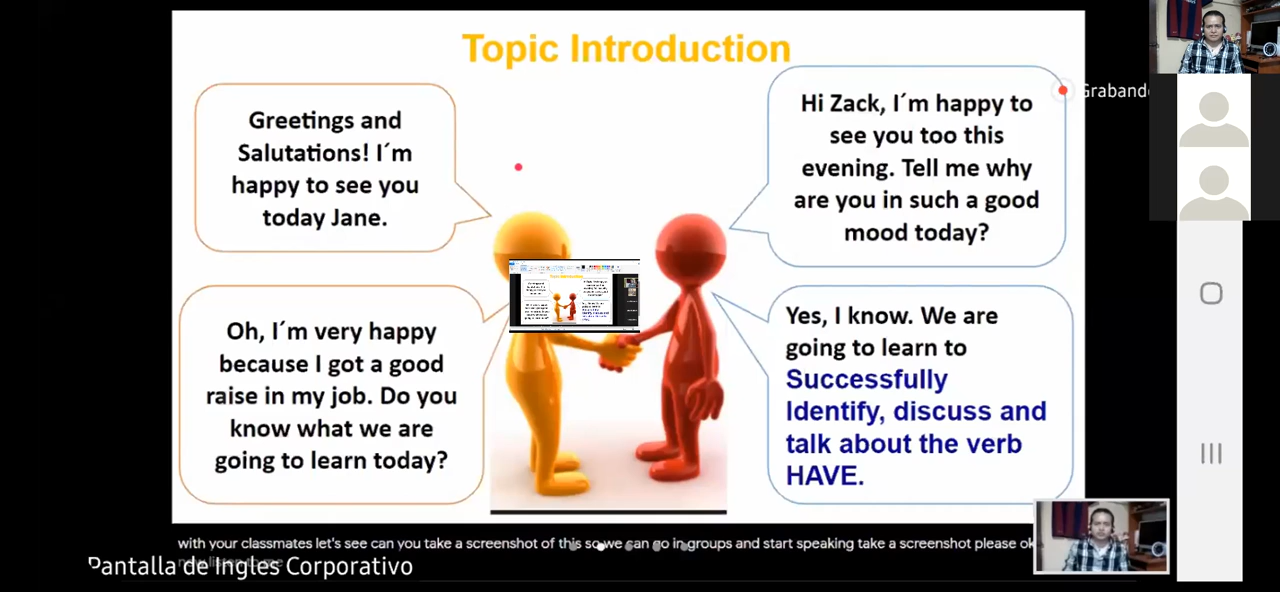 Topic Introduction
Greetings and
Salutations! I´m
happy to see you
today Jane.
Hi Zack, I´m happy to
see you too this
evening. Tell me why
are you in such a good
mood today?
Grabando
Oh, I´m very happy
because I got a good
raise in my job. Do you
know what we are
going to learn today?
Yes, I know. We are
going to learn to
Successfully
Identify, discuss and
talk about the verb
HAVE.
with your classmates let's see can you take a screenshot of this so we can go in groups and start speaking take a screenshot please ok
Pantalla de Ingles Corporativo